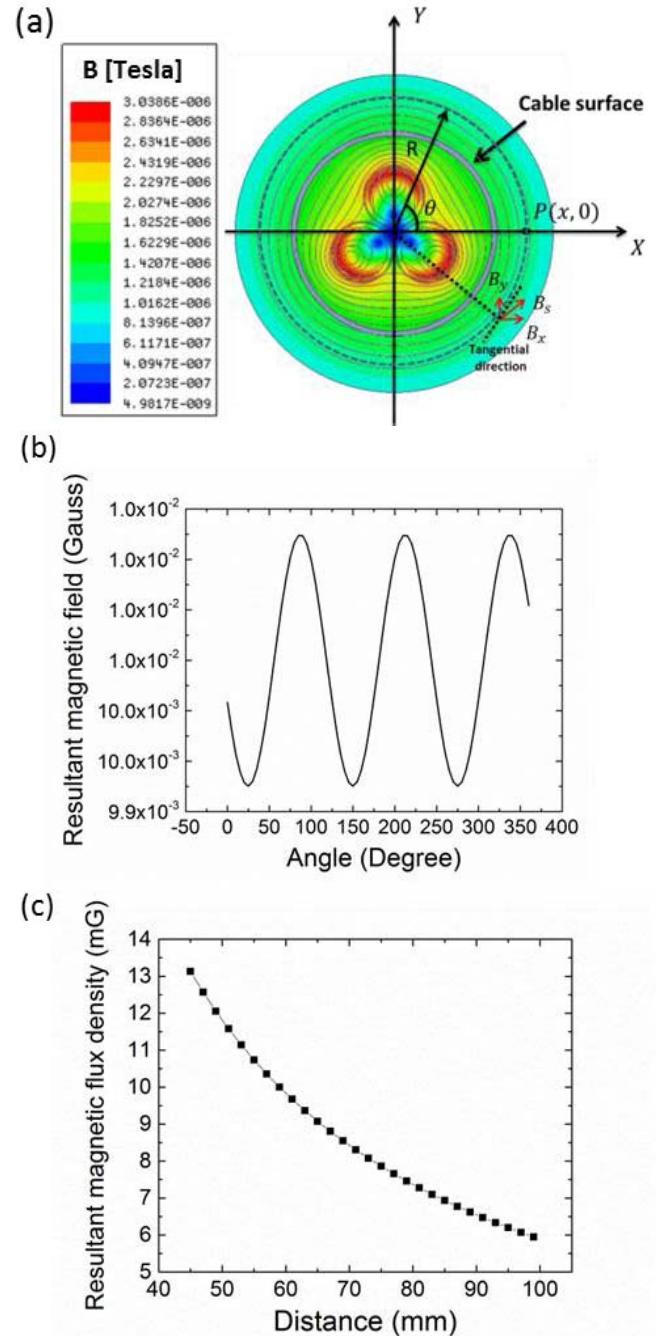 (a)
B [Tesla]
3.0386E-006
2.8364E-006
2.6341E-006
2.4319E-006
2.2297E-006
2.0274E-006
1.8252E-006
1.6229E-006
1.4207E-006
1.2184E-006
1.0162E-006
8.1396E-007
6.1171E-007
4.0947E-007
2.0723E-007
4.9817E-009
Y
Cable surface
R
θ
P(x, 0)
X
B_y
B_s
B_x
Tangential
direction
(b)
Resultant magnetic field (Gauss)
1.0x10⁻²
1.0x10⁻²
1.0x10⁻²
1.0x10⁻²
10.0x10⁻³
10.0x10⁻³
9.9x10⁻³
-50 0 50 100 150 200 250 300 350 400
Angle (Degree)
(c)
Resultant magnetic flux density (mG)
14
13
12
11
10
9
8
7
6
5
40 50 60 70 80 90 100
Distance (mm)